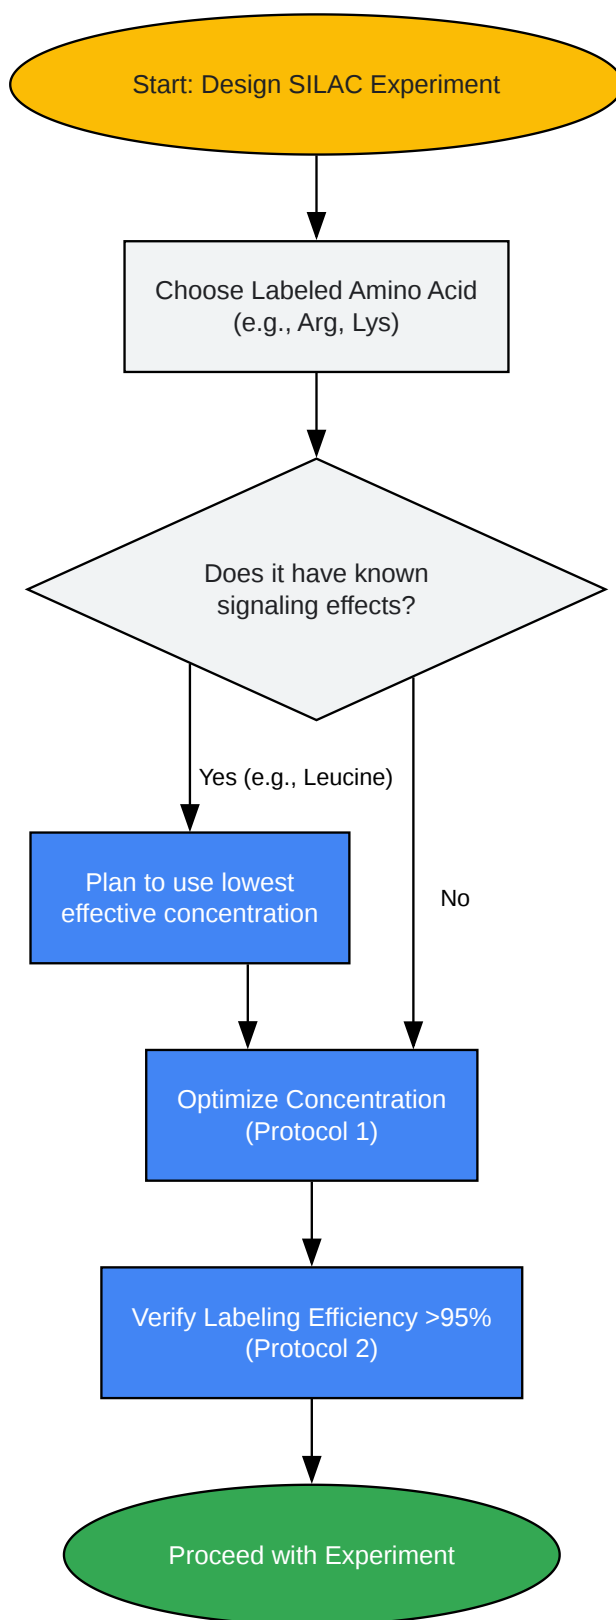 Start: Design SILAC Experiment
Choose Labeled Amino Acid
(e.g., Arg, Lys)
Does it have known
signaling effects?
Yes (e.g., Leucine)
Plan to use lowest
effective concentration
No
Optimize Concentration
(Protocol 1)
Verify Labeling Efficiency >95%
(Protocol 2)
Proceed with Experiment